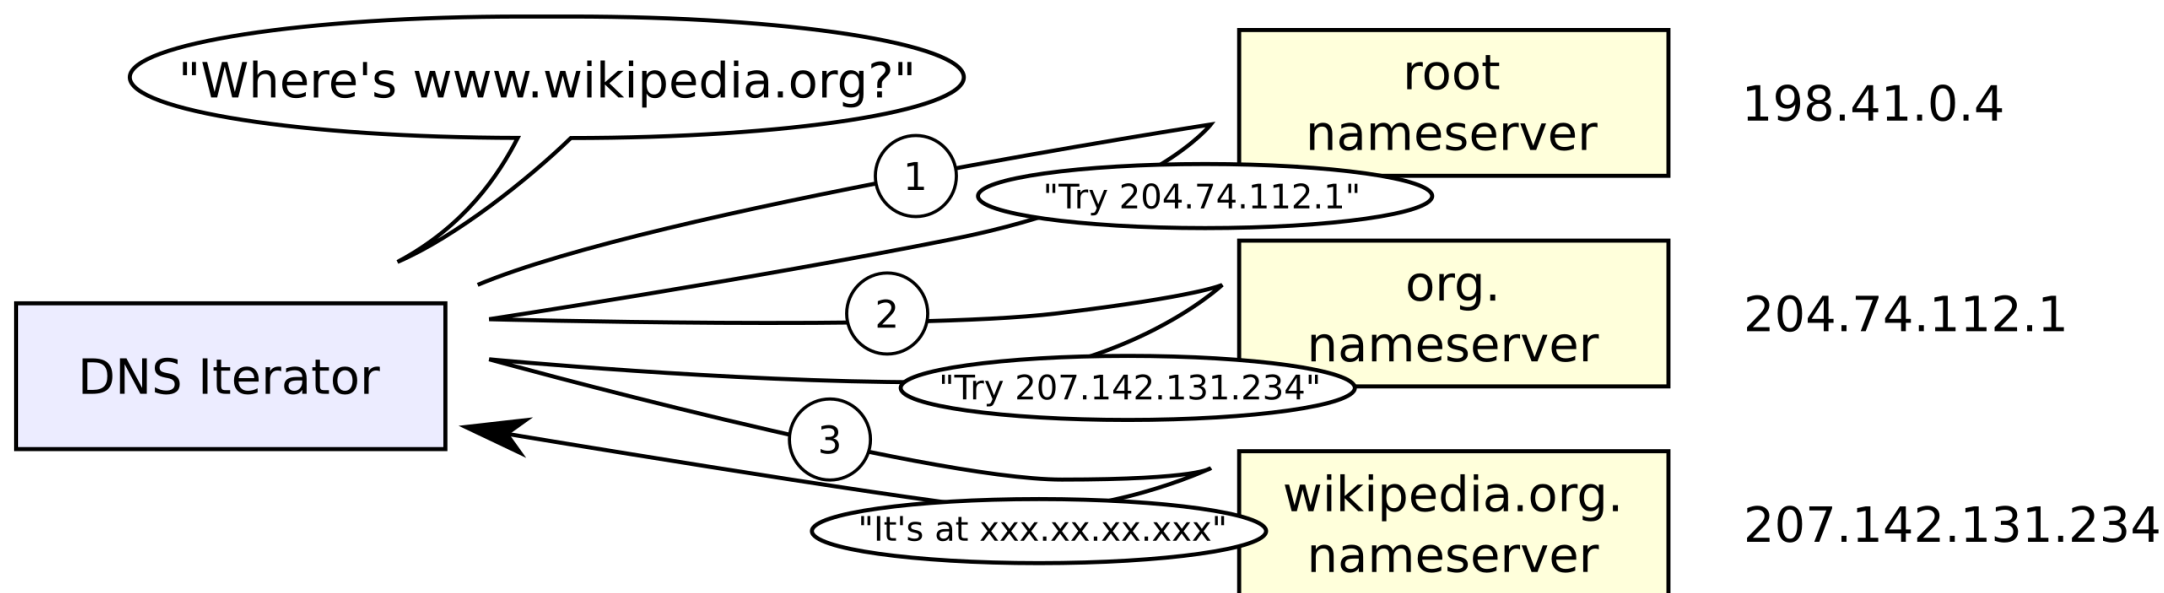 "Where's www.wikipedia.org?"
root
nameserver
198.41.0.4
1
"Try 204.74.112.1"
org.
nameserver
204.74.112.1
2
DNS Iterator
"Try 207.142.131.234"
3
wikipedia.org.
nameserver
207.142.131.234
"It's at xxx.xx.xx.xxx"